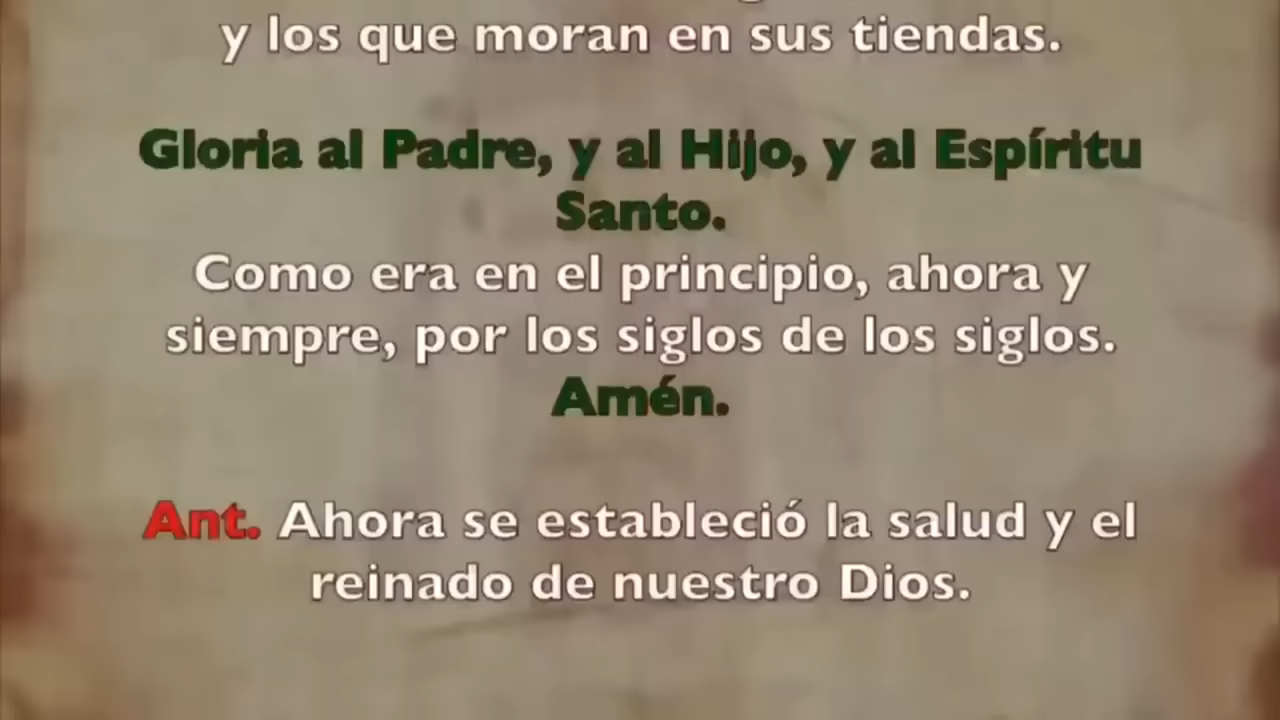 y los que moran en sus tiendas.
Gloria al Padre, y al Hijo, y al Espíritu
Santo.
Como era en el principio, ahora y
siempre, por los siglos de los siglos.
Amén.
Ant. Ahora se estableció la salud y el
reinado de nuestro Dios.